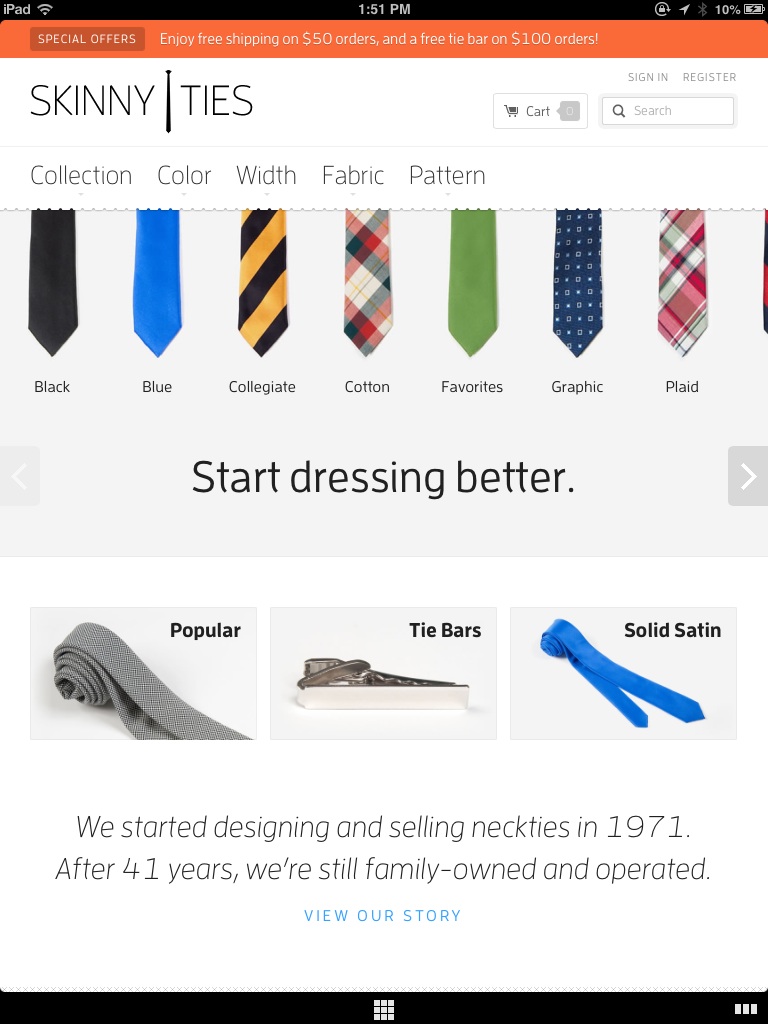 iPad 1:51 PM 10%
SPECIAL OFFERS Enjoy free shipping on $50 orders, and a free tie bar on $100 orders!
SIGN IN REGISTER
SKINNY TIES
Cart 0 Search
Collection Color Width Fabric Pattern
Black Blue Collegiate Cotton Favorites Graphic Plaid
Start dressing better.
Popular Tie Bars Solid Satin
We started designing and selling neckties in 1971.
After 41 years, we're still family-owned and operated.
VIEW OUR STORY